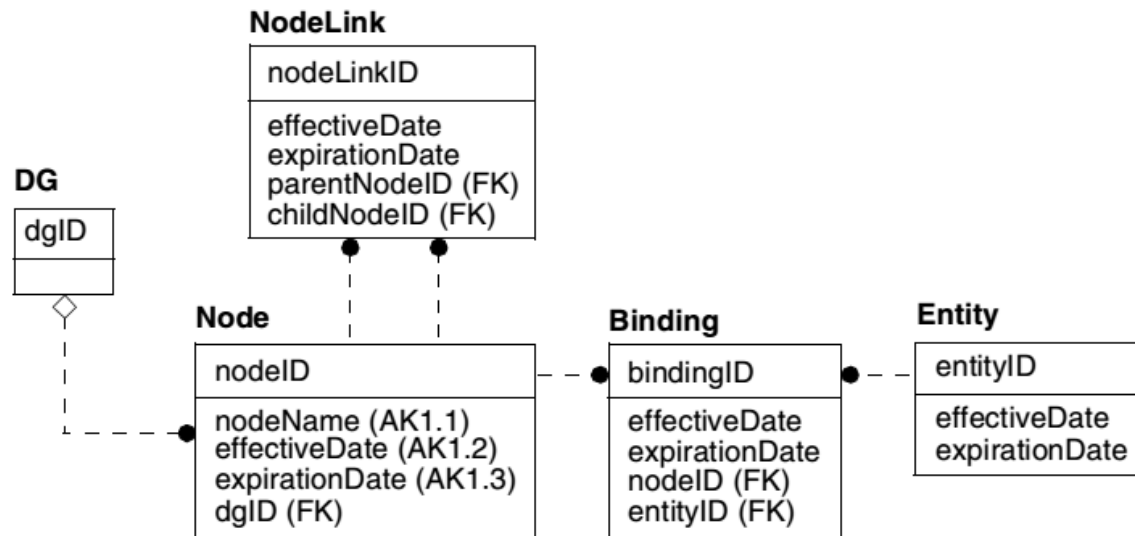 NodeLink
nodeLinkID
effectiveDate
expirationDate
parentNodeID (FK)
childNodeID (FK)
DG
dgID
Node
nodeID
nodeName (AK1.1)
effectiveDate (AK1.2)
expirationDate (AK1.3)
dgID (FK)
Binding
bindingID
effectiveDate
expirationDate
nodeID (FK)
entityID (FK)
Entity
entityID
effectiveDate
expirationDate